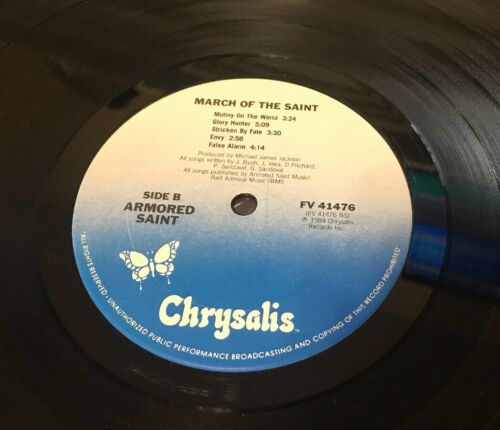 MARCH OF THE SAINT
Mutiny On The World 3:24
Glory Hunter 5:09
Stricken By Fate 3:30
Envy 2:58
False Alarm 4:14
Produced by Michael James Jackson
All songs written by J. Bush, J. Vera, D. Prichard,
P. Sandoval, G. Sandoval
All songs published by Armored Saint Music/
Red Admiral Music (BMI)
SIDE B
ARMORED
SAINT
FV 41476
(FV 41476 BS)
℗ 1984 Chrysalis
Records Inc.
Chrysalis™
"ALL RIGHTS RESERVED - UNAUTHORIZED PUBLIC PERFORMANCE BROADCASTING AND COPYING OF THIS RECORD PROHIBITED"